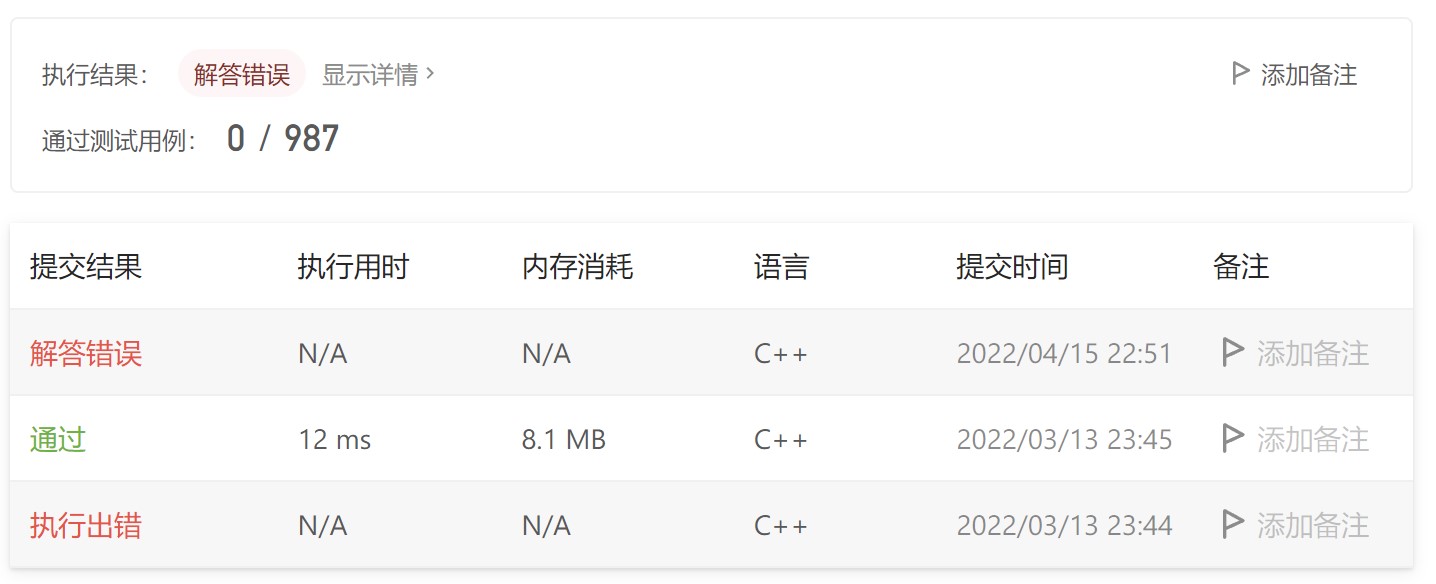 执行结果： 解答错误 显示详情 > 添加备注
通过测试用例： 0 / 987
提交结果 执行用时 内存消耗 语言 提交时间 备注
解答错误 N/A N/A C++ 2022/04/15 22:51 添加备注
通过 12 ms 8.1 MB C++ 2022/03/13 23:45 添加备注
执行出错 N/A N/A C++ 2022/03/13 23:44 添加备注